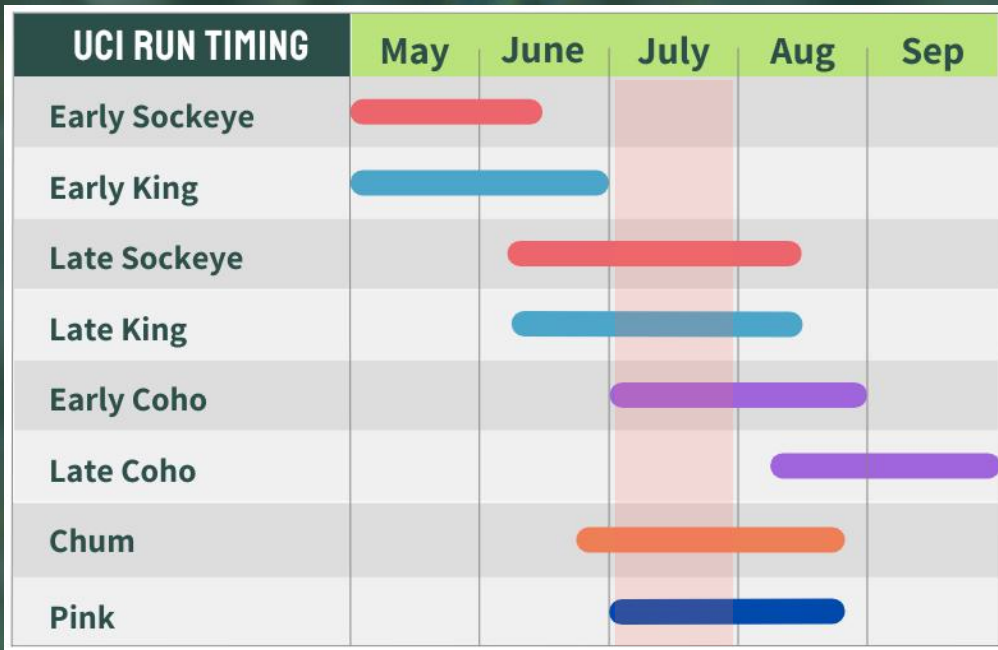 UCI RUN TIMING
May June July Aug Sep
Early Sockeye
Early King
Late Sockeye
Late King
Early Coho
Late Coho
Chum
Pink